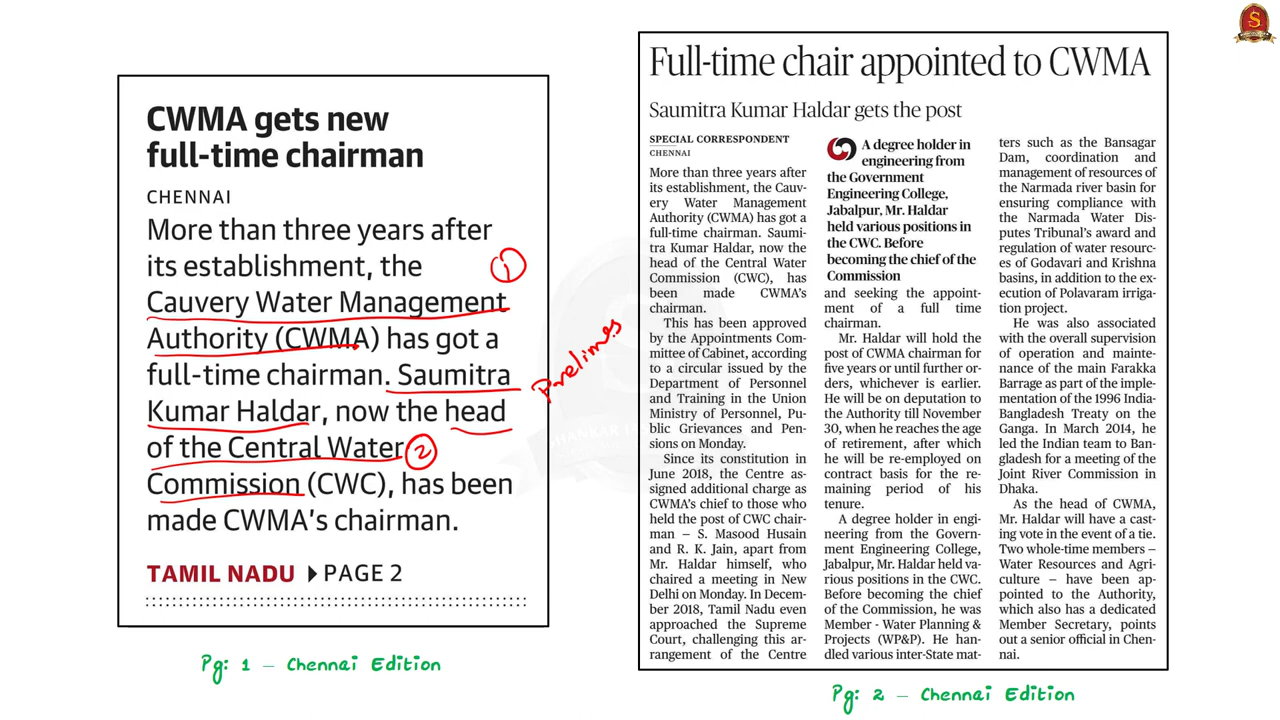 CWMA gets new
full-time chairman
CHENNAI
More than three years after
its establishment, the
①
Cauvery Water Management
Authority (CWMA) has got a
full-time chairman. Saumitra
Kumar Haldar, now the head
of the Central Water
②
Commission (CWC), has been
made CWMA's chairman.
TAMIL NADU PAGE 2
Pg: 1 – Chennai Edition
Prelimes
Full-time chair appointed to CWMA
Saumitra Kumar Haldar gets the post
SPECIAL CORRESPONDENT
CHENNAI
More than three years after
its establishment, the Cauv-
ery Water Management
Authority (CWMA) has got a
full-time chairman. Saumi-
tra Kumar Haldar, now the
head of the Central Water
Commission (CWC), has
been made CWMA's
chairman.
This has been approved
by the Appointments Com-
mittee of Cabinet, according
to a circular issued by the
Department of Personnel
and Training in the Union
Ministry of Personnel, Pu-
blic Grievances and Pen-
sions on Monday.
Since its constitution in
June 2018, the Centre as-
signed additional charge as
CWMA's chief to those who
held the post of CWC chair-
man – S. Masood Husain
and R. K. Jain, apart from
Mr. Haldar himself, who
chaired a meeting in New
Delhi on Monday. In Decem-
ber 2018, Tamil Nadu even
approached the Supreme
Court, challenging this ar-
rangement of the Centre
A degree holder in
engineering from
the Government
Engineering College,
Jabalpur, Mr. Haldar
held various positions in
the CWC. Before
becoming the chief of the
Commission
and seeking the appoint-
ment of a full time
chairman.
Mr. Haldar will hold the
post of CWMA chairman for
five years or until further or-
ders, whichever is earlier.
He will be on deputation to
the Authority till November
30, when he reaches the age
of retirement, after which
he will be re-employed on
contract basis for the re-
maining period of his
tenure.
A degree holder in engi-
neering from the Govern-
ment Engineering College,
Jabalpur, Mr. Haldar held va-
rious positions in the CWC.
Before becoming the chief
of the Commission, he was
Member - Water Planning &
Projects (WP&P). He han-
dled various inter-State mat-
ters such as the Bansagar
Dam, coordination and
management of resources of
the Narmada river basin for
ensuring compliance with
the Narmada Water Dis-
putes Tribunal's award and
regulation of water resourc-
es of Godavari and Krishna
basins, in addition to the ex-
ecution of Polavaram irriga-
tion project.
He was also associated
with the overall supervision
of operation and mainte-
nance of the main Farakka
Barrage as part of the imple-
mentation of the 1996 India-
Bangladesh Treaty on the
Ganga. In March 2014, he
led the Indian team to Ban-
gladesh for a meeting of the
Joint River Commission in
Dhaka.
As the head of CWMA,
Mr. Haldar will have a cast-
ing vote in the event of a tie.
Two whole-time members –
Water Resources and Agri-
culture – have been ap-
pointed to the Authority,
which also has a dedicated
Member Secretary, points
out a senior official in Chen-
nai.
Pg: 2 – Chennai Edition